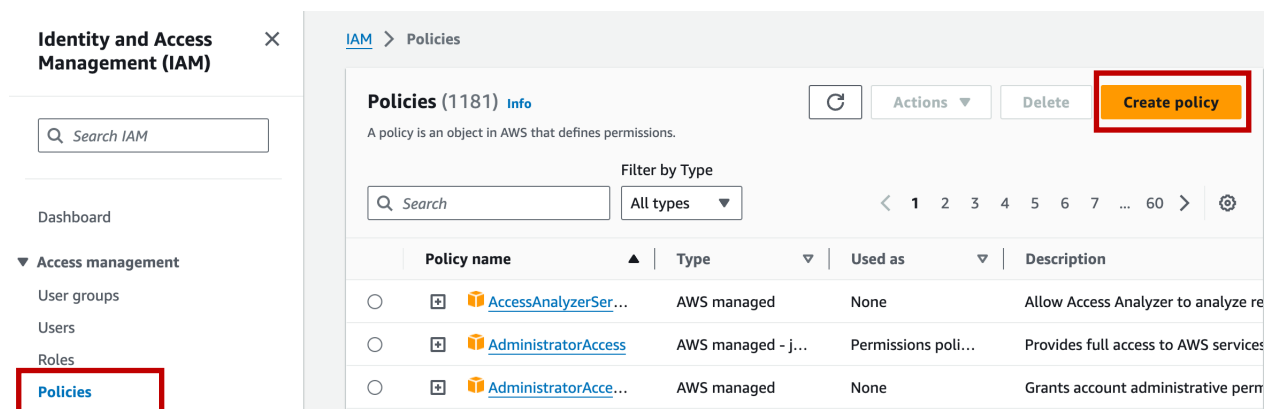 Identity and Access
Management (IAM)
Search IAM
Dashboard
Access management
User groups
Users
Roles
Policies
IAM > Policies
Policies (1181) Info
A policy is an object in AWS that defines permissions.
Actions
Delete
Create policy
Filter by Type
Search
All types
1 2 3 4 5 6 7 ... 60
Policy name Type Used as Description
AccessAnalyzerSer... AWS managed None Allow Access Analyzer to analyze re
AdministratorAccess AWS managed - j... Permissions poli... Provides full access to AWS services
AdministratorAcce... AWS managed None Grants account administrative perm